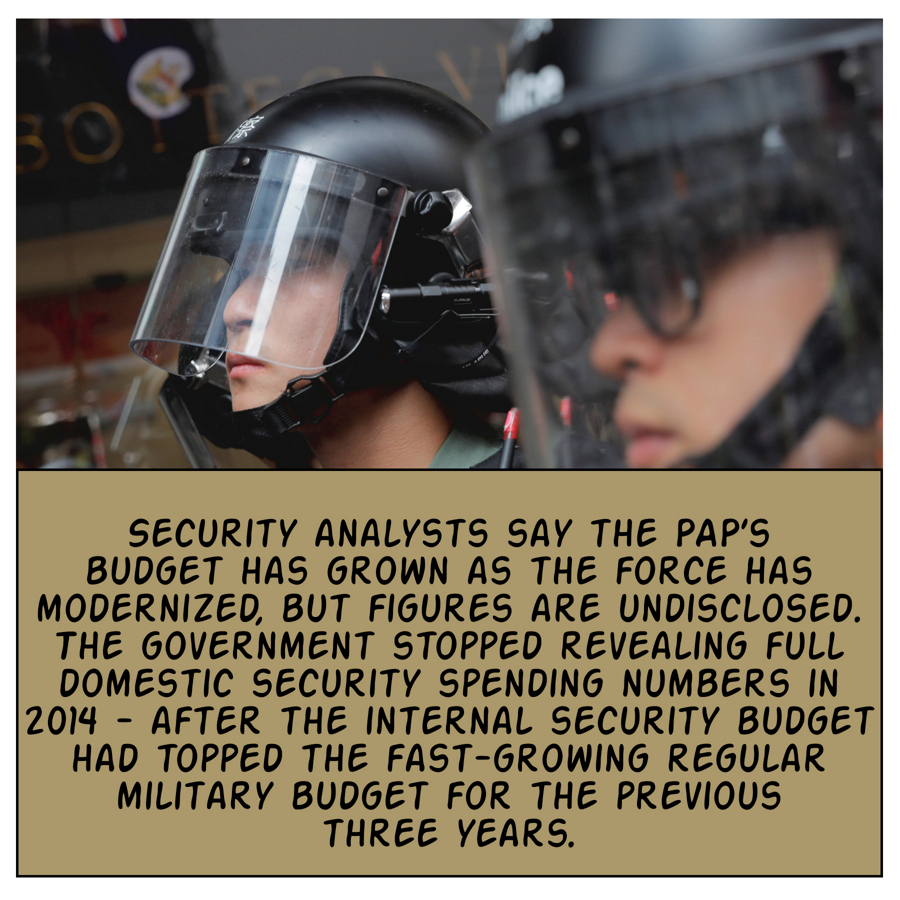 BOTTEGA V
lice
SECURITY ANALYSTS SAY THE PAP'S
BUDGET HAS GROWN AS THE FORCE HAS
MODERNIZED, BUT FIGURES ARE UNDISCLOSED.
THE GOVERNMENT STOPPED REVEALING FULL
DOMESTIC SECURITY SPENDING NUMBERS IN
2014 - AFTER THE INTERNAL SECURITY BUDGET
HAD TOPPED THE FAST-GROWING REGULAR
MILITARY BUDGET FOR THE PREVIOUS
THREE YEARS.